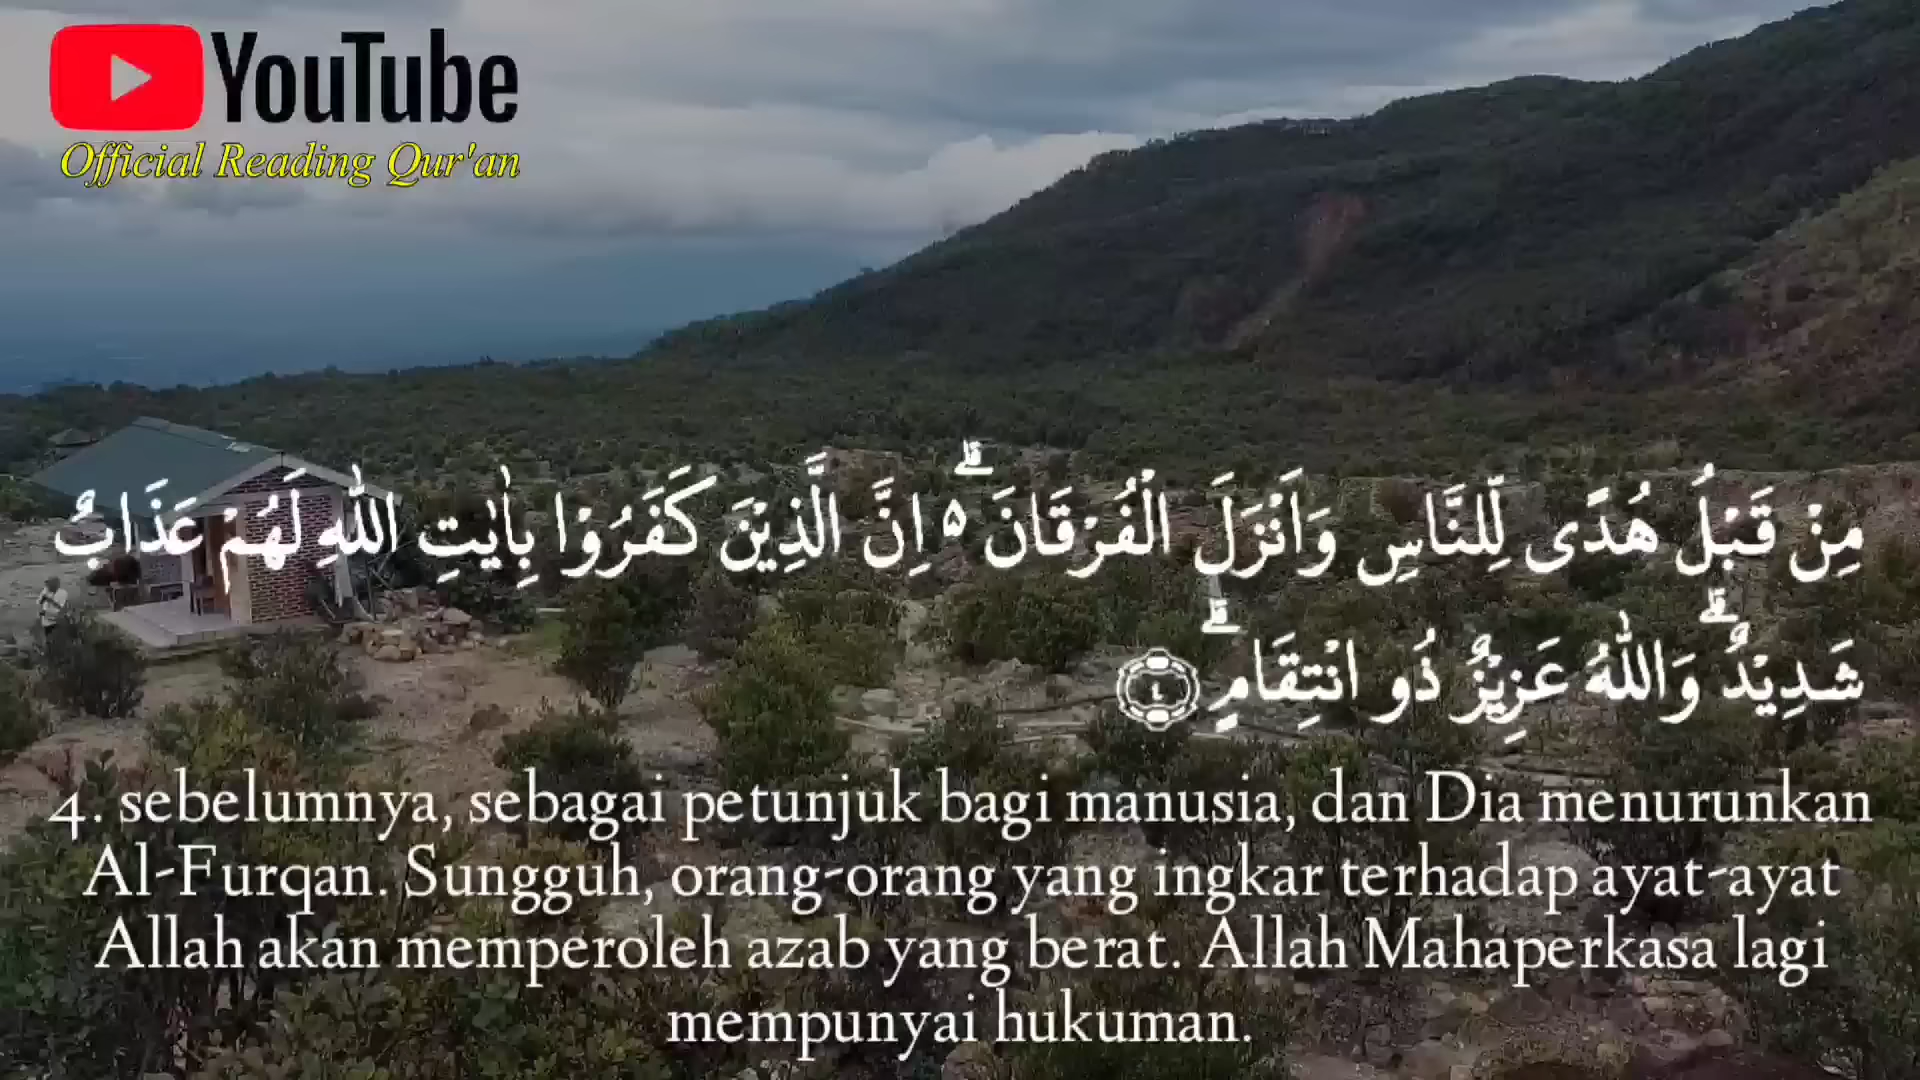 YouTube
Official Reading Qur'an
مِنْ قَبْلُ هُدًى لِّلنَّاسِ وَاَنْزَلَ الْفُرْقَانَ ەۗ اِنَّ الَّذِيْنَ كَفَرُوْا بِاٰيٰتِ اللّٰهِ لَهُمْ عَذَابٌ
شَدِيْدٌ ۗوَاللّٰهُ عَزِيْزٌ ذُو انْتِقَامٍۗ ٤
4. sebelumnya, sebagai petunjuk bagi manusia, dan Dia menurunkan
Al-Furqan. Sungguh, orang-orang yang ingkar terhadap ayat-ayat
Allah akan memperoleh azab yang berat. Allah Mahaperkasa lagi
mempunyai hukuman.